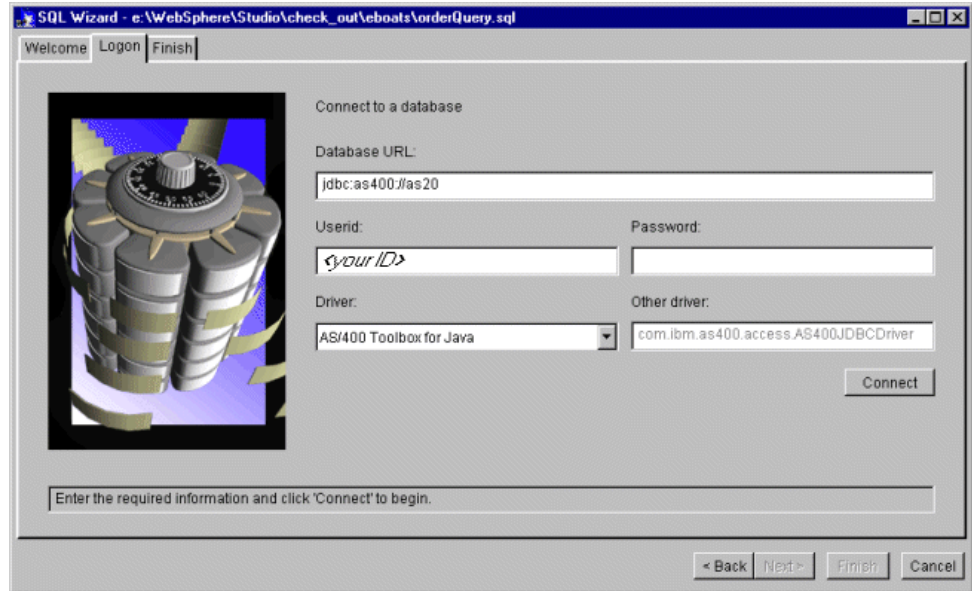 SQL Wizard - e:\WebSphere\Studio\check_out\eboats\orderQuery.sql
Welcome Logon Finish
Connect to a database
Database URL:
jdbc:as400://as20
Userid: Password:
<yourID>
Driver: Other driver:
AS/400 Toolbox for Java com.ibm.as400.access.AS400JDBCDriver
Connect
Enter the required information and click 'Connect' to begin.
< Back Next > Finish Cancel